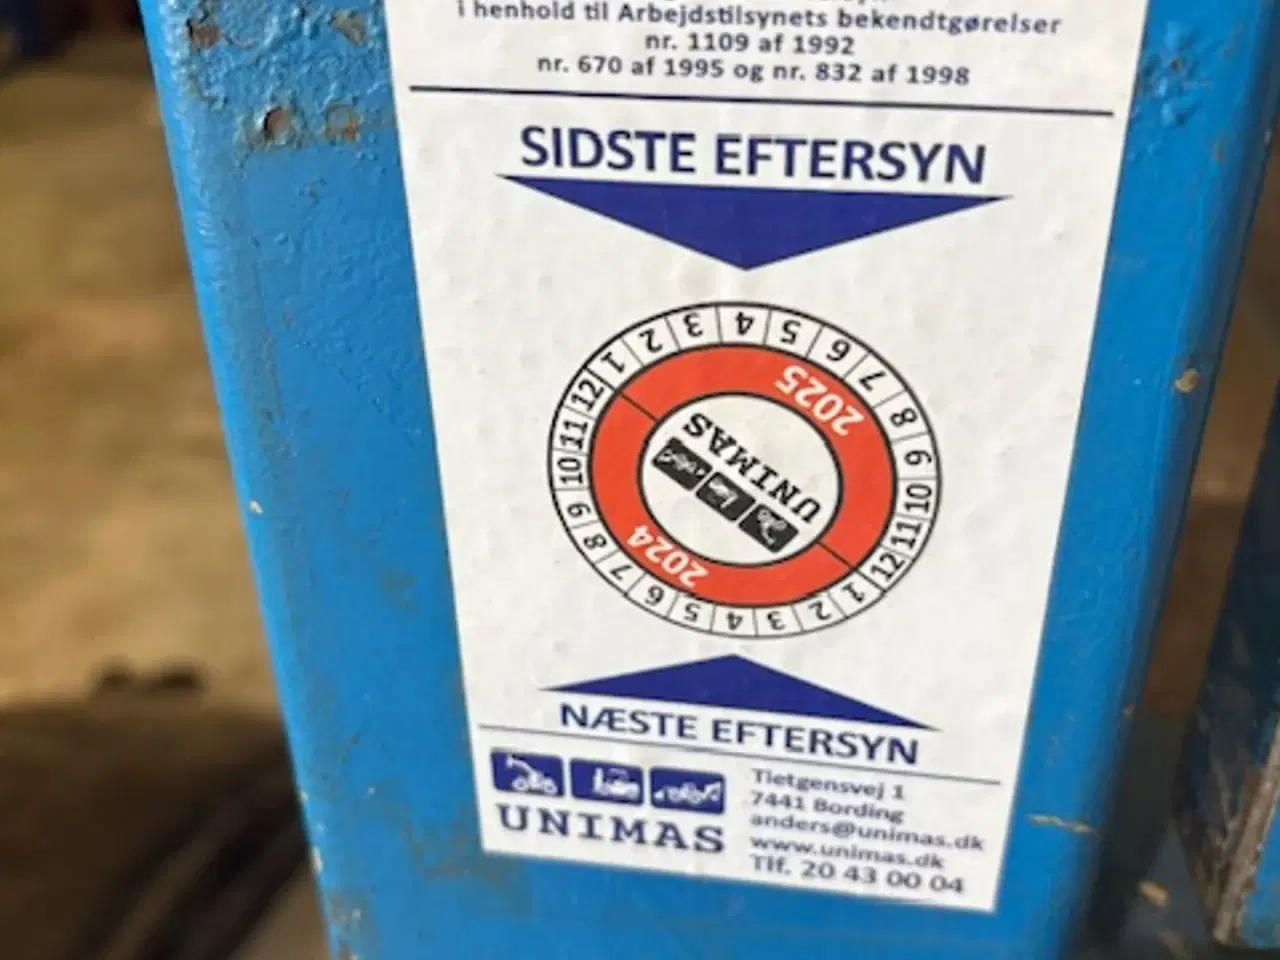 i henhold til Arbejdstilsynets bekendtgørelser
nr. 1109 af 1992
nr. 670 af 1995 og nr. 832 af 1998
SIDSTE EFTERSYN
1 2 3 4 5 6 7 8 9 10 11 12
2025
UNIMAS
2024
1 2 3 4 5 6 7 8 9 10 11 12
NÆSTE EFTERSYN
UNIMAS
Tietgensvej 1
7441 Bording
anders@unimas.dk
www.unimas.dk
Tlf. 20 43 00 04